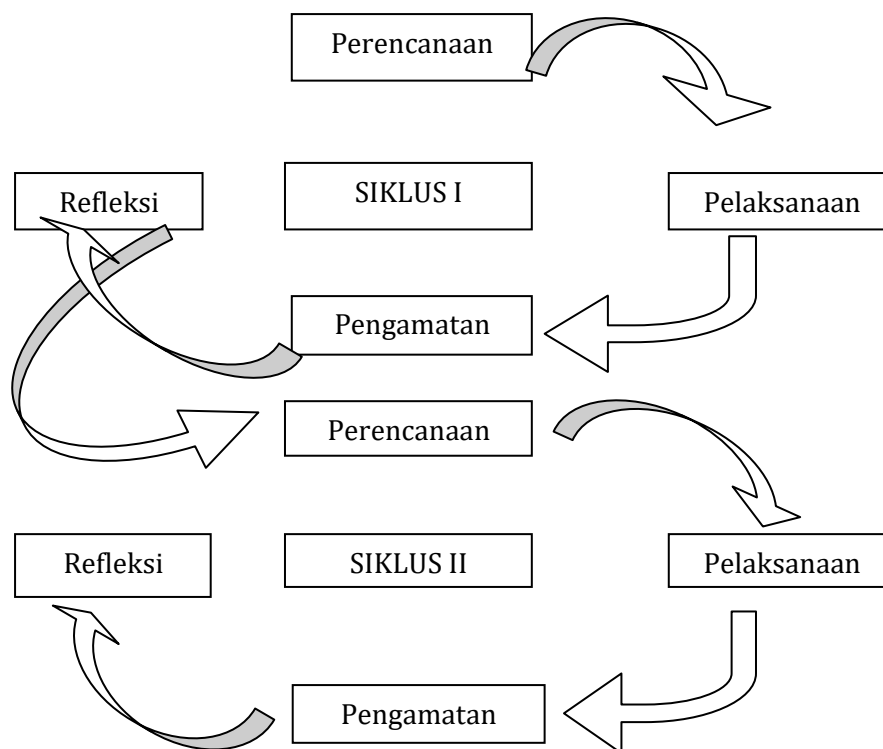 Perencanaan
Refleksi
SIKLUS I
Pelaksanaan
Pengamatan
Perencanaan
Refleksi
SIKLUS II
Pelaksanaan
Pengamatan